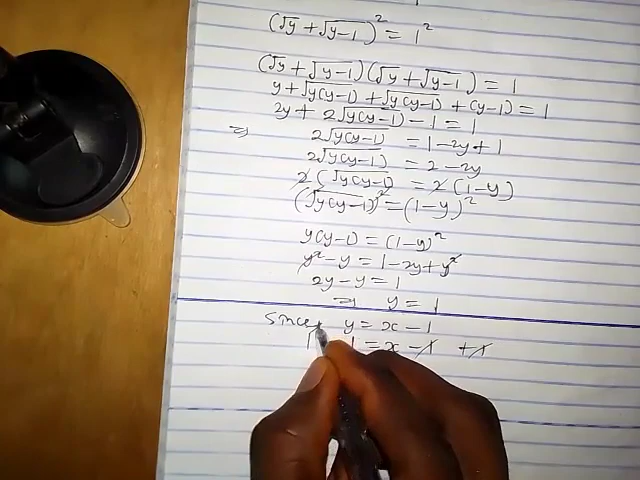 (√y + √y-1)² = 1²
(√y + √y-1)(√y + √y-1) = 1
y + √y(y-1) + √y(y-1) + (y-1) = 1
2y + 2√y(y-1) - 1 = 1
⇒ 2√y(y-1) = 1-2y+1
2√y(y-1) = 2-2y
2(√y(y-1) = 2(1-y)
(√y(y-1))² = (1-y)²
y(y-1) = (1-y)²
y² - y = 1-2y+y²
2y - y = 1
⇒ y = 1
Since, y = x - 1
1 = x - 1 + 1